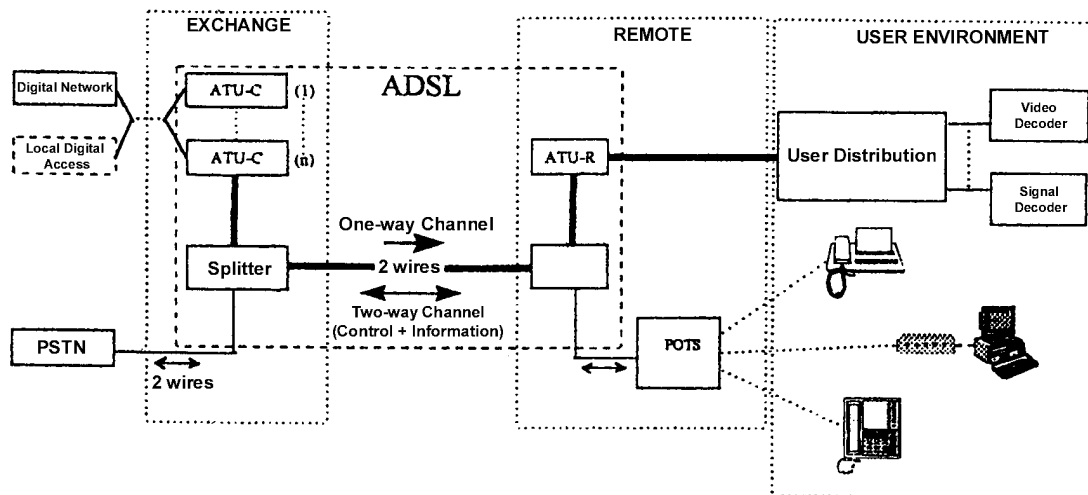 EXCHANGE
REMOTE
USER ENVIRONMENT
Digital Network
Local Digital
Access
ATU-C
(1)
ATU-C
(n)
ADSL
ATU-R
User Distribution
Video
Decoder
Signal
Decoder
One-way Channel
Splitter
2 wires
Two-way Channel
(Control + Information)
PSTN
2 wires
POTS